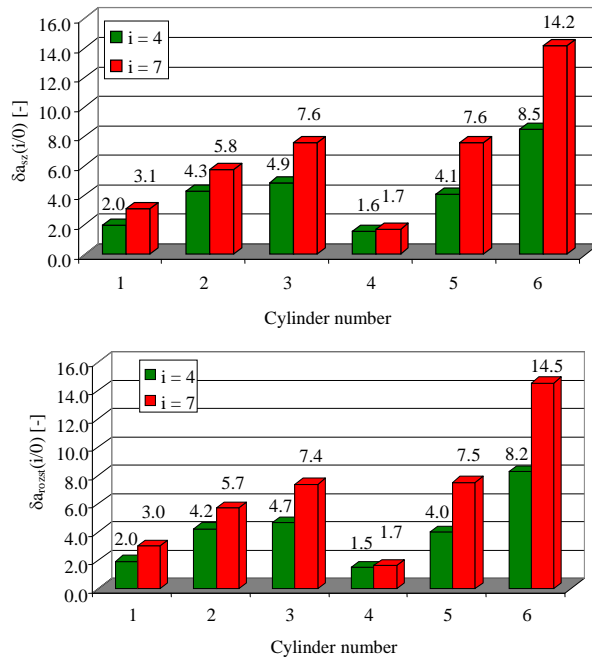 16.0
14.0
12.0
10.0
8.0
6.0
4.0
2.0
0.0
δa_sz(i/0) [-]
i = 4
i = 7
2.0 3.1 4.3 5.8 4.9 7.6 1.6 1.7 4.1 7.6 8.5 14.2
1 2 3 4 5 6
Cylinder number
16.0
14.0
12.0
10.0
8.0
6.0
4.0
2.0
0.0
δa_rozst(i/0) [-]
i = 4
i = 7
2.0 3.0 4.2 5.7 4.7 7.4 1.5 1.7 4.0 7.5 8.2 14.5
1 2 3 4 5 6
Cylinder number